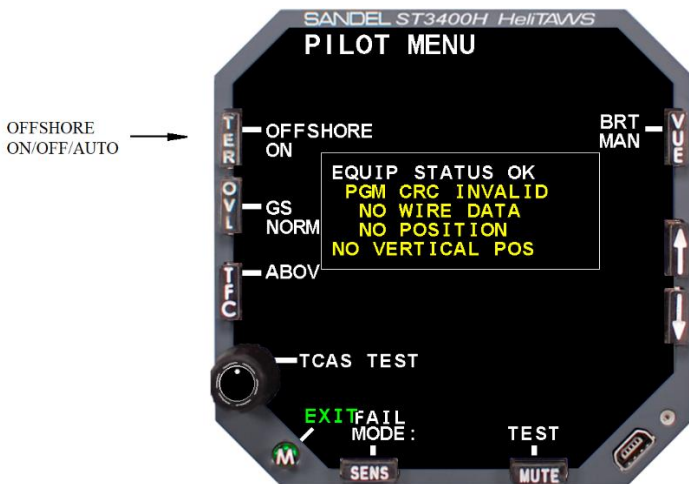 SANDEL ST3400H HeliTAWS
PILOT MENU
OFFSHORE
ON/OFF/AUTO
TER
OFFSHORE
ON
BRT
MAN
VUE
EQUIP STATUS OK
PGM CRC INVALID
NO WIRE DATA
NO POSITION
NO VERTICAL POS
OVL
GS
NORM
TFC
ABOV
TCAS TEST
EXIT
FAIL
MODE:
TEST
M
SENS
MUTE